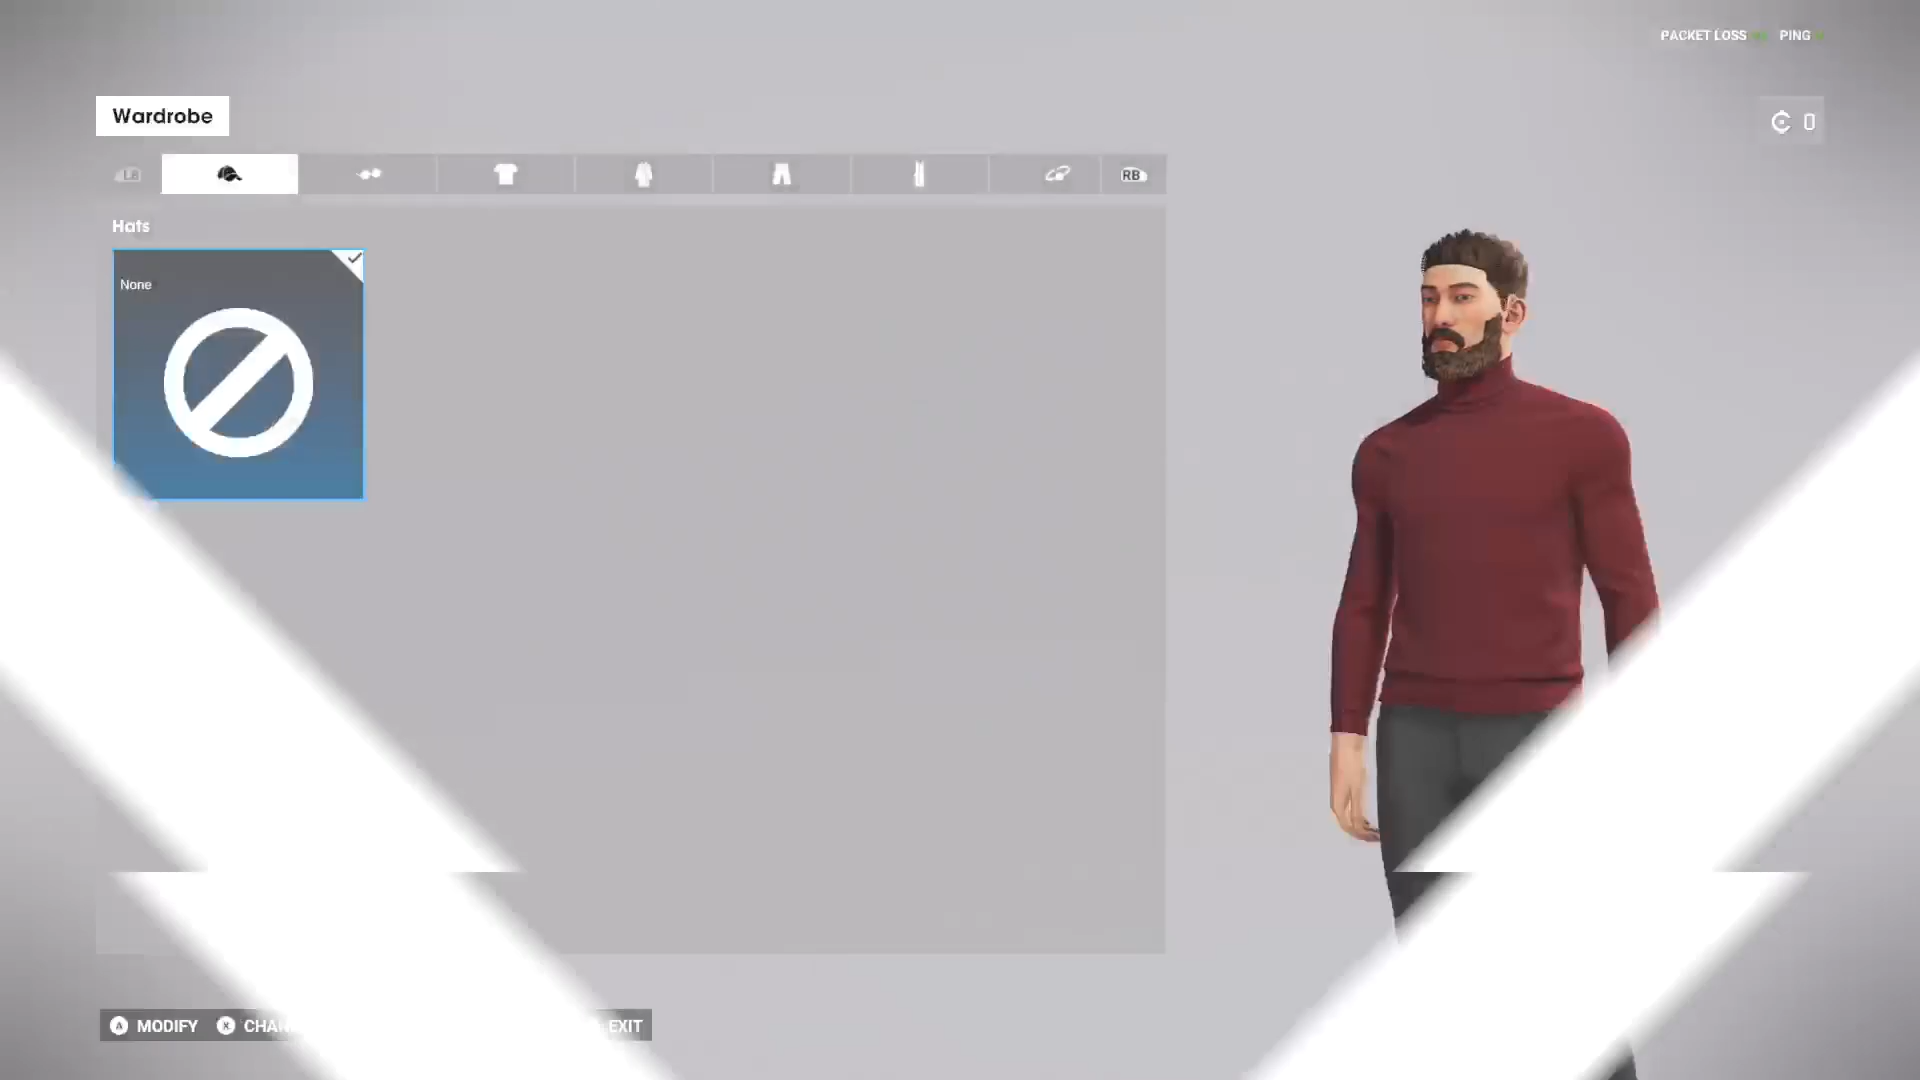 PACKET LOSS PING
Wardrobe
0
LB
RB
Hats
None
A MODIFY X
EXIT